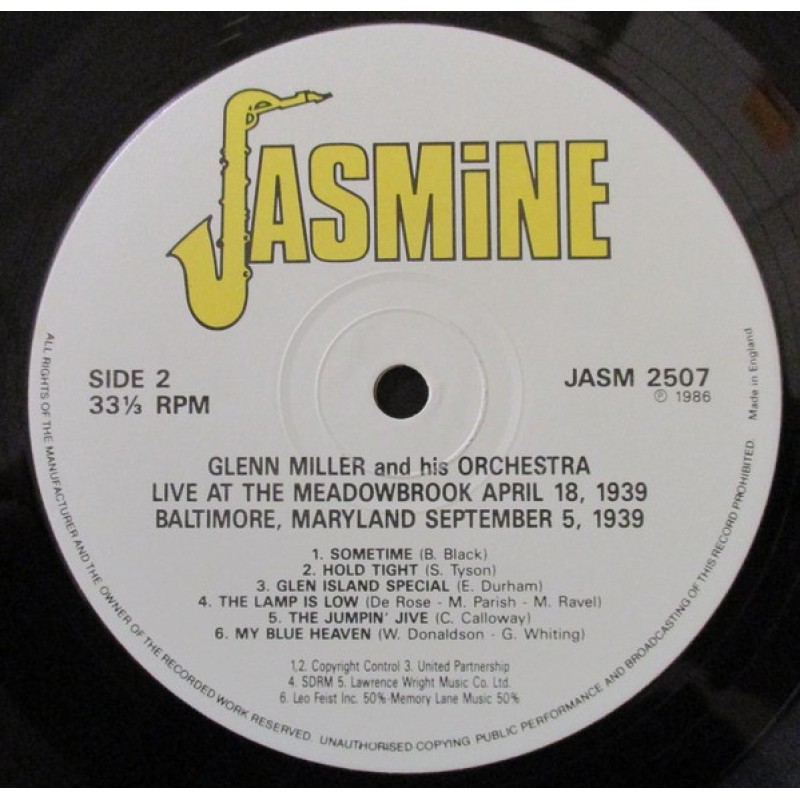 JASMiNE
SIDE 2
33⅓ RPM
JASM 2507
℗ 1986
Made in England
GLENN MILLER and his ORCHESTRA
LIVE AT THE MEADOWBROOK APRIL 18, 1939
BALTIMORE, MARYLAND SEPTEMBER 5, 1939
1. SOMETIME (B. Black)
2. HOLD TIGHT (S. Tyson)
3. GLEN ISLAND SPECIAL (E. Durham)
4. THE LAMP IS LOW (De Rose - M. Parish - M. Ravel)
5. THE JUMPIN' JIVE (C. Calloway)
6. MY BLUE HEAVEN (W. Donaldson - G. Whiting)
1,2. Copyright Control 3. United Partnership
4. SDRM 5. Lawrence Wright Music Co. Ltd.
6. Leo Feist Inc. 50%-Memory Lane Music 50%
ALL RIGHTS OF THE MANUFACTURER AND THE OWNER OF THE RECORDED WORK RESERVED. UNAUTHORISED COPYING PUBLIC PERFORMANCE AND BROADCASTING OF THIS RECORD PROHIBITED.